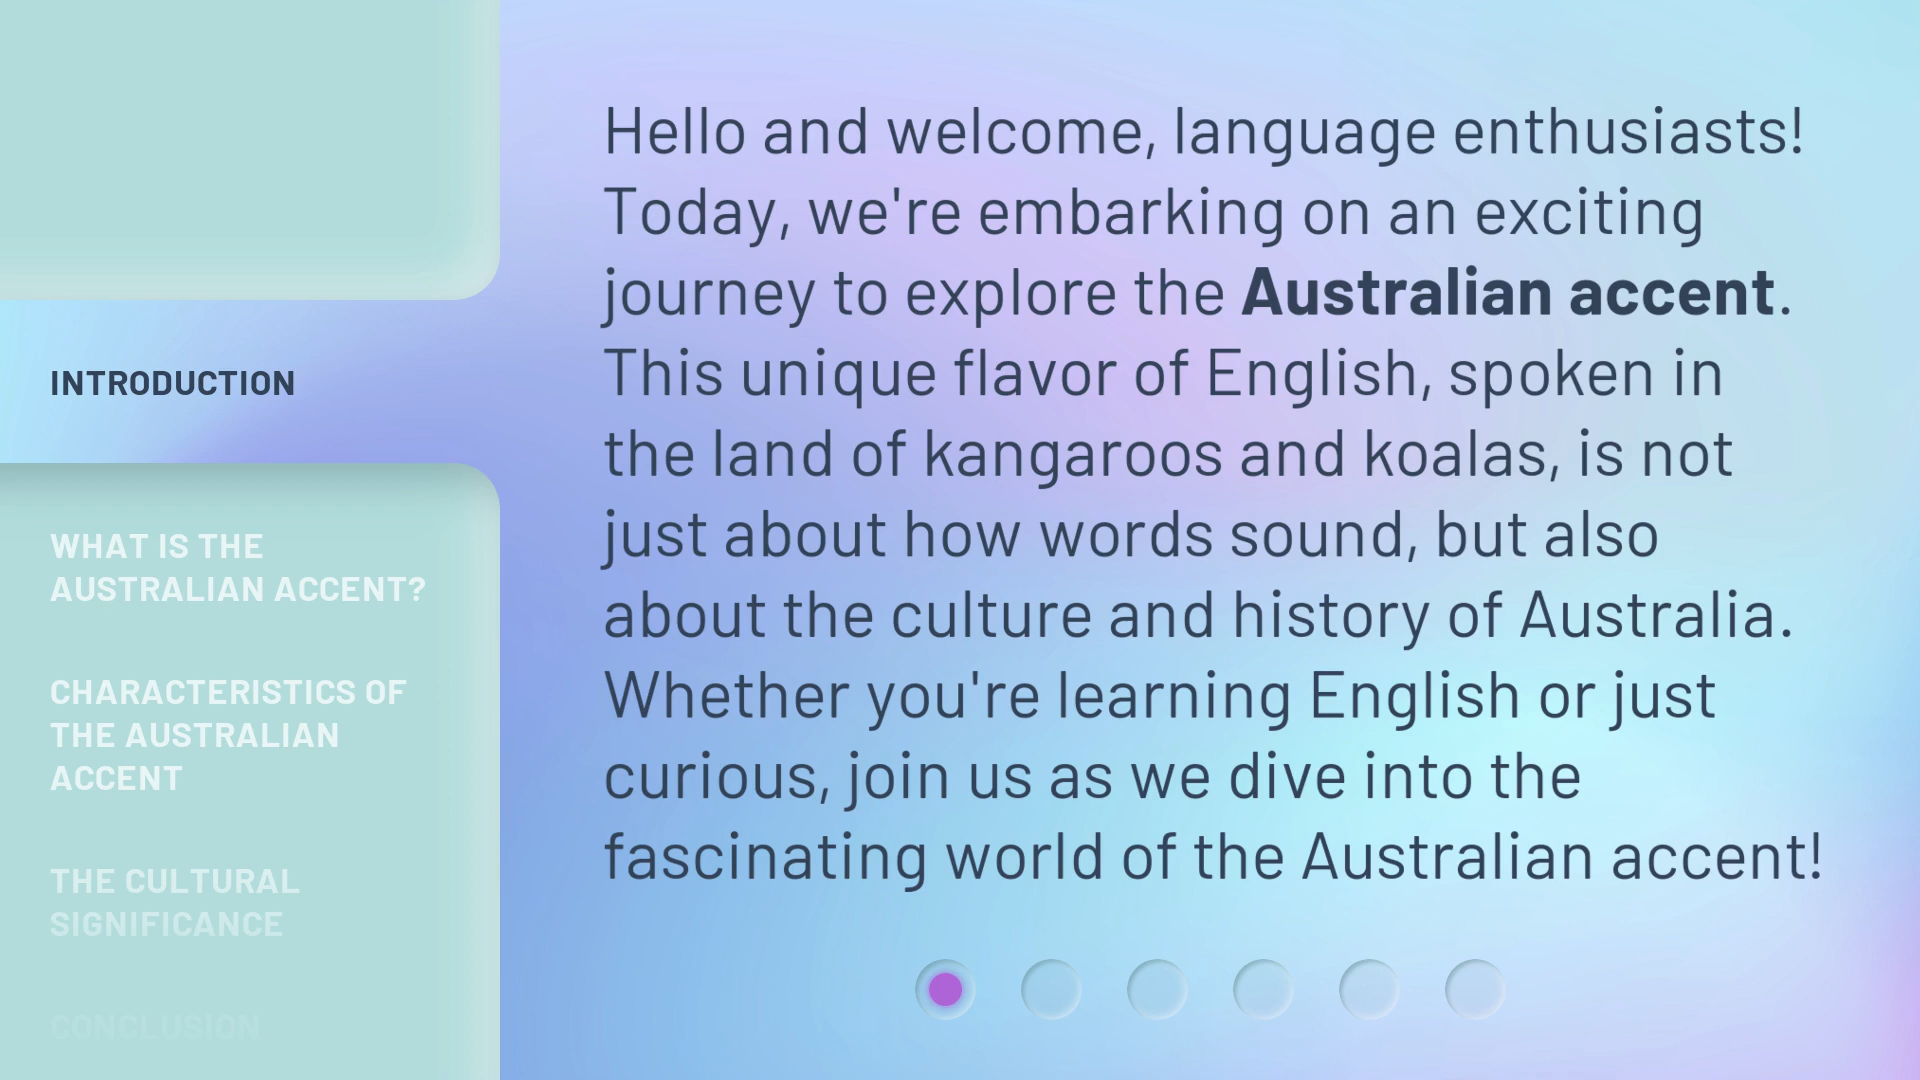 INTRODUCTION
WHAT IS THE
AUSTRALIAN ACCENT?
CHARACTERISTICS OF
THE AUSTRALIAN
ACCENT
THE CULTURAL
SIGNIFICANCE
CONCLUSION
Hello and welcome, language enthusiasts!
Today, we're embarking on an exciting
journey to explore the Australian accent.
This unique flavor of English, spoken in
the land of kangaroos and koalas, is not
just about how words sound, but also
about the culture and history of Australia.
Whether you're learning English or just
curious, join us as we dive into the
fascinating world of the Australian accent!